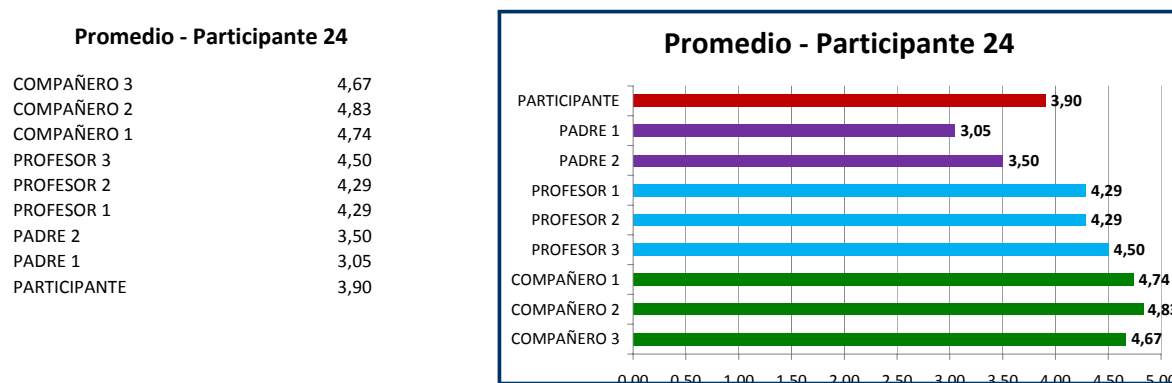 Promedio - Participante 24
COMPAÑERO 3 4,67
COMPAÑERO 2 4,83
COMPAÑERO 1 4,74
PROFESOR 3 4,50
PROFESOR 2 4,29
PROFESOR 1 4,29
PADRE 2 3,50
PADRE 1 3,05
PARTICIPANTE 3,90
Promedio - Participante 24
PARTICIPANTE 3,90
PADRE 1 3,05
PADRE 2 3,50
PROFESOR 1 4,29
PROFESOR 2 4,29
PROFESOR 3 4,50
COMPAÑERO 1 4,74
COMPAÑERO 2 4,83
COMPAÑERO 3 4,67
0,00 0,50 1,00 1,50 2,00 2,50 3,00 3,50 4,00 4,50 5,00